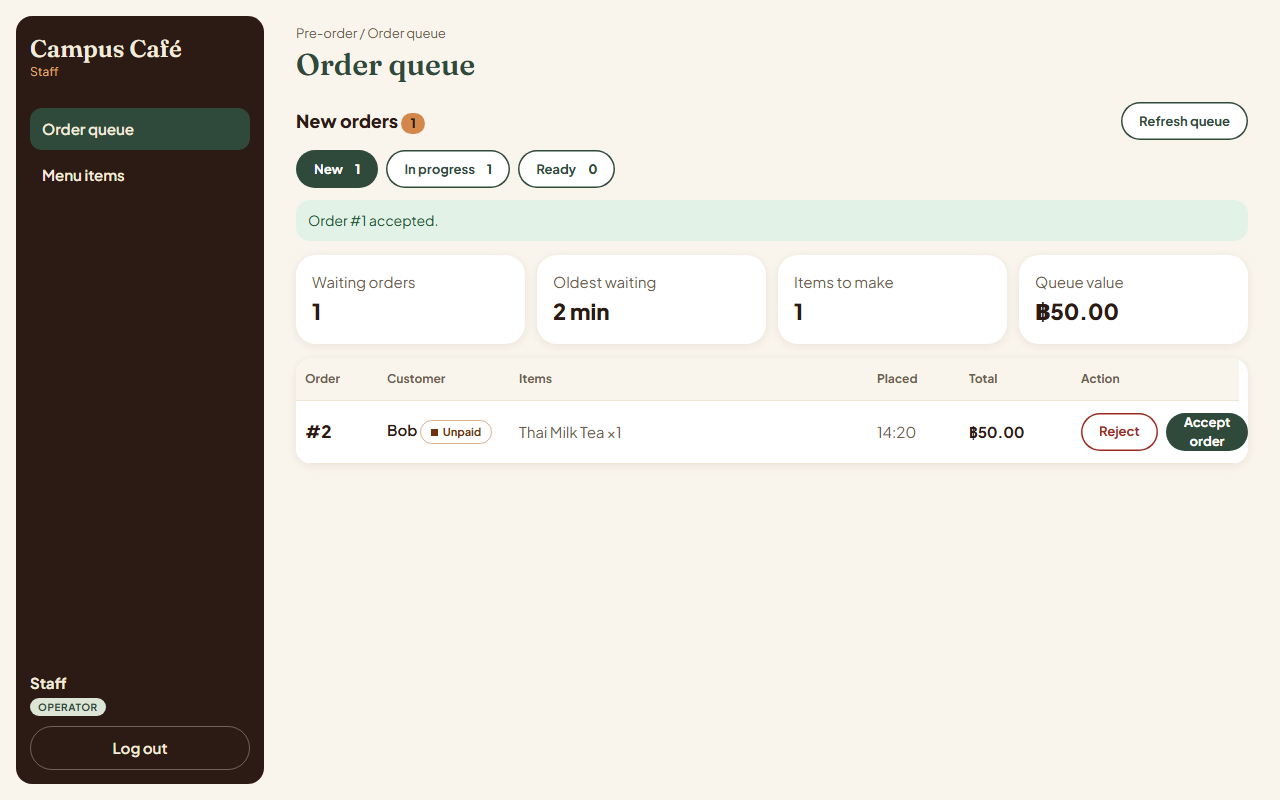 Campus Café
Staff
Order queue
Menu items
Staff
OPERATOR
Log out
Pre-order / Order queue
Order queue
New orders 1
Refresh queue
New 1 In progress 1 Ready 0
Order #1 accepted.
Waiting orders Oldest waiting Items to make Queue value
1 2 min 1 ฿50.00
Order Customer Items Placed Total Action
#2 Bob Unpaid Thai Milk Tea ×1 14:20 ฿50.00 Reject Accept order